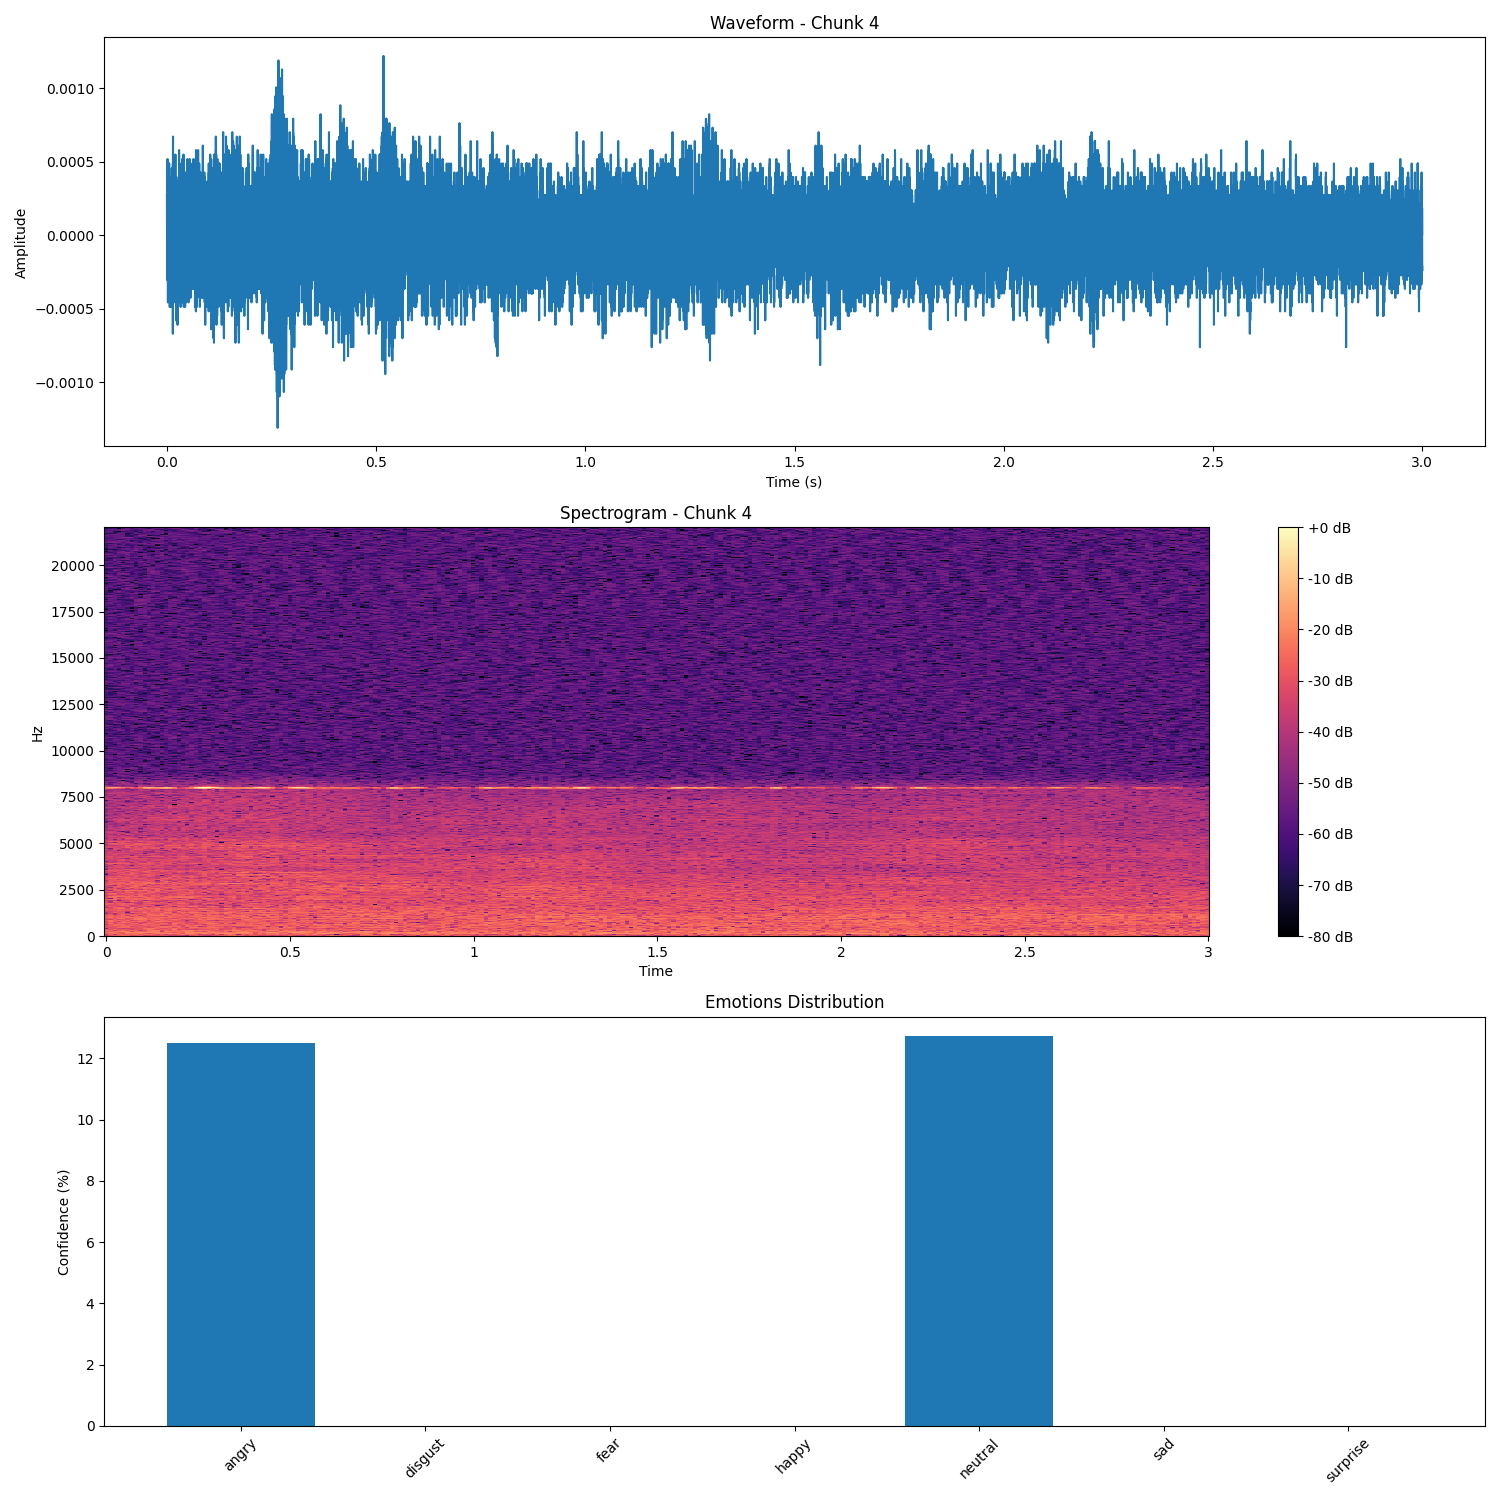 Waveform - Chunk 4
Amplitude
0.0010
0.0005
0.0000
−0.0005
−0.0010
0.0 0.5 1.0 1.5 2.0 2.5 3.0
Time (s)
Spectrogram - Chunk 4
Hz
20000
17500
15000
12500
10000
7500
5000
2500
0
0 0.5 1 1.5 2 2.5 3
Time
+0 dB
-10 dB
-20 dB
-30 dB
-40 dB
-50 dB
-60 dB
-70 dB
-80 dB
Emotions Distribution
Confidence (%)
12
10
8
6
4
2
0
angry disgust fear happy neutral sad surprise